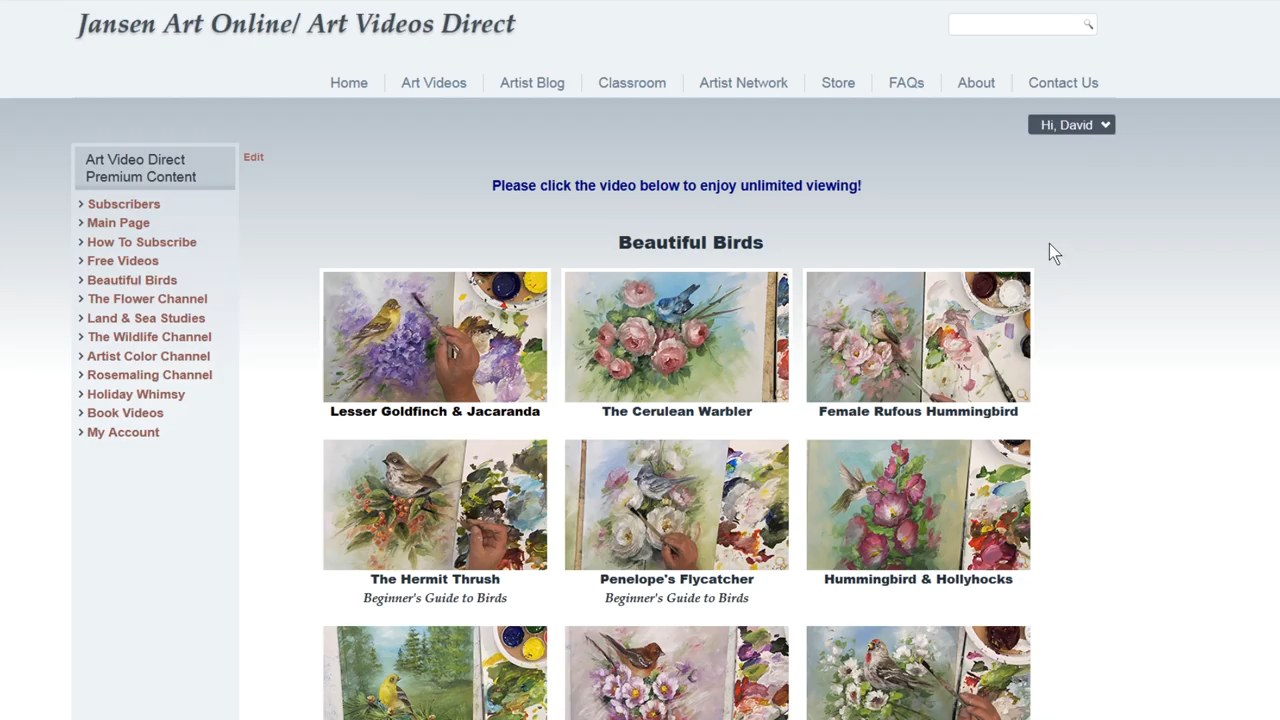 Jansen Art Online/ Art Videos Direct
Home
Art Videos
Artist Blog
Classroom
Artist Network
Store
FAQs
About
Contact Us
Hi, David
Art Video Direct
Premium Content
Edit
Subscribers
Main Page
How To Subscribe
Free Videos
Beautiful Birds
The Flower Channel
Land & Sea Studies
The Wildlife Channel
Artist Color Channel
Rosemaling Channel
Holiday Whimsy
Book Videos
My Account
Please click the video below to enjoy unlimited viewing!
Beautiful Birds
Lesser Goldfinch & Jacaranda
The Cerulean Warbler
Female Rufous Hummingbird
The Hermit Thrush
Beginner's Guide to Birds
Penelope's Flycatcher
Beginner's Guide to Birds
Hummingbird & Hollyhocks